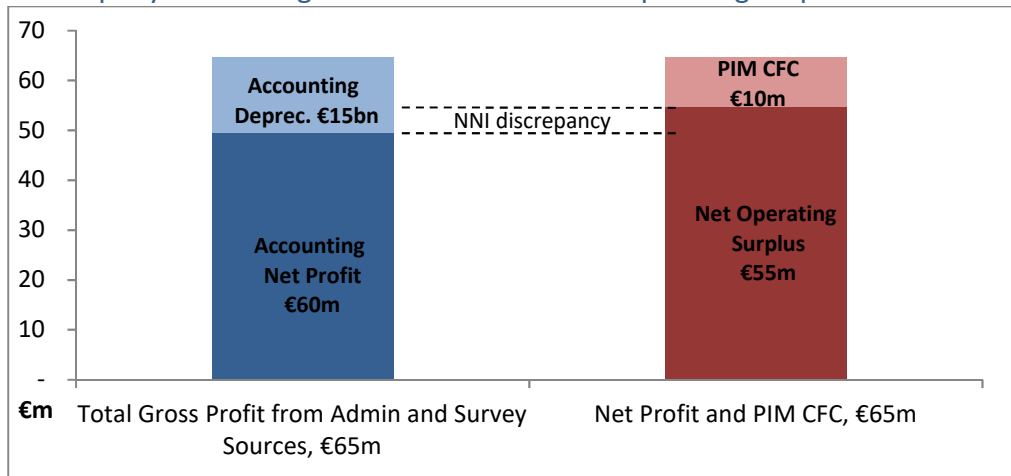 70
60
50
40
30
20
10
-
€m
Accounting
Deprec. €15bn
Accounting
Net Profit
€60m
NNI discrepancy
PIM CFC
€10m
Net Operating
Surplus
€55m
Total Gross Profit from Admin and Survey
Sources, €65m
Net Profit and PIM CFC, €65m